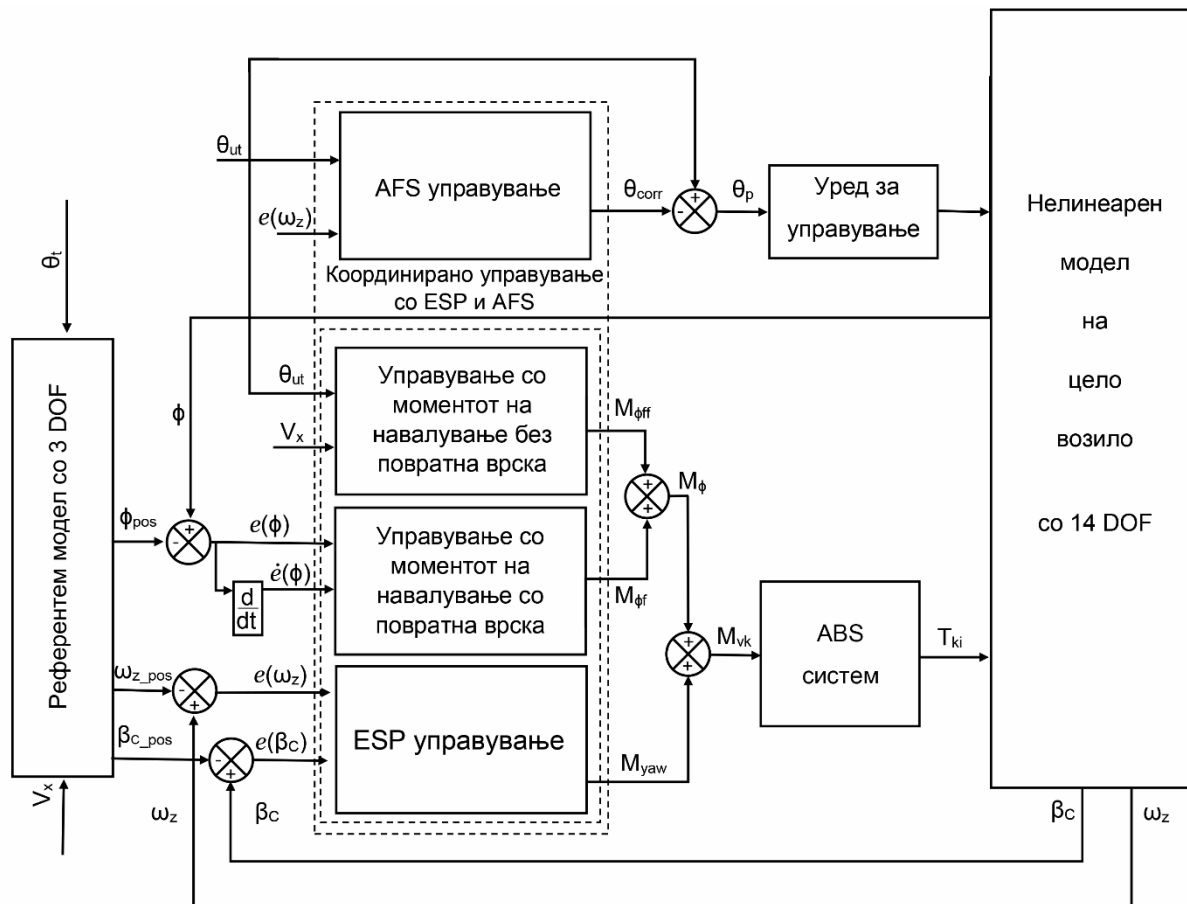 θut
e(ωz)
AFS управување
θcorr
-
+
θp
Уред за
управување
Нелинеарен
модел
на
цело
возило
со 14 DOF
Координирано управување
со ESP и AFS
θt
Референтем модел со 3 DOF
Vx
ϕ
θut
Vx
Управување со
моментот на
навалување без
повратна врска
Mϕff
+
+
Mϕ
ϕpos
-
+
e(ϕ)
ė(ϕ)
d
dt
Управување со
моментот на
навалување со
повратна врска
Mϕf
ωz_pos
-
+
e(ωz)
βC_pos
-
+
e(βC)
ESP управување
Myaw
+
+
Mvk
ABS
систем
Tki
ωz
βC
βC
ωz